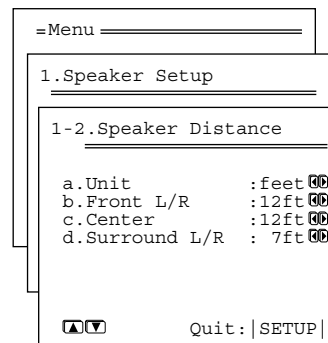 =Menu
1.Speaker Setup
1-2.Speaker Distance
a.Unit :feet
b.Front L/R :12ft
c.Center :12ft
d.Surround L/R : 7ft
Quit:|SETUP|